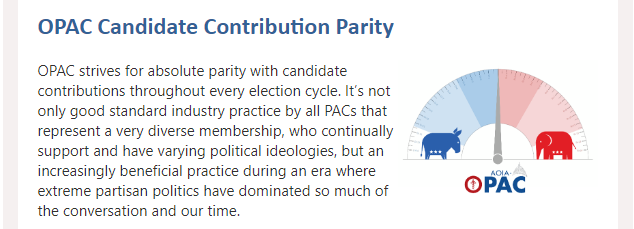 OPAC Candidate Contribution Parity
OPAC strives for absolute parity with candidate
contributions throughout every election cycle. It's not
only good standard industry practice by all PACs that
represent a very diverse membership, who continually
support and have varying political ideologies, but an
increasingly beneficial practice during an era where
extreme partisan politics have dominated so much of
the conversation and our time.
AOIA
OPAC